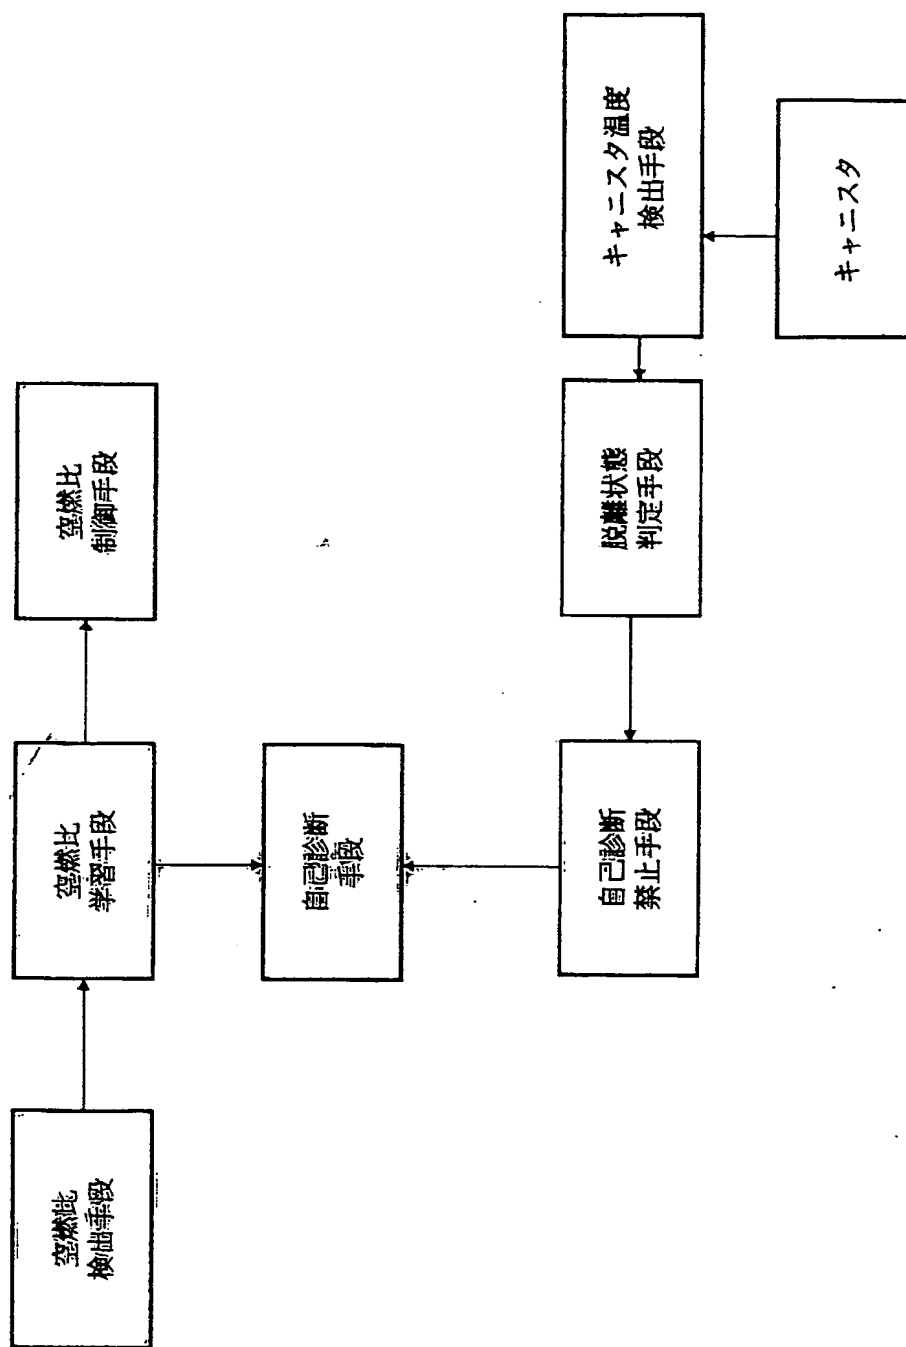 空燃比
検出手段
空燃比
学習手段
空燃比
制御手段
自己診断
手段
自己診断
禁止手段
脱離状態
判定手段
キャニスタ温度
検出手段
キャニスタ